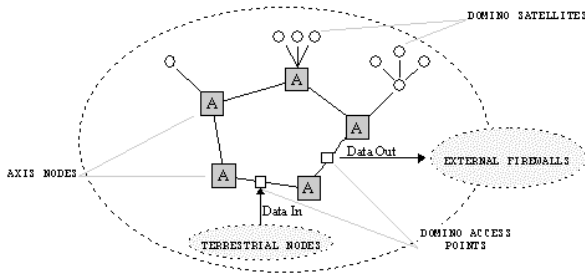 DOMINO SATELLITES
A
A
A
Data Out
EXTERNAL FIREWALLS
AXIS NODES
A
A
Data In
TERRESTRIAL NODES
DOMINO ACCESS
POINTS